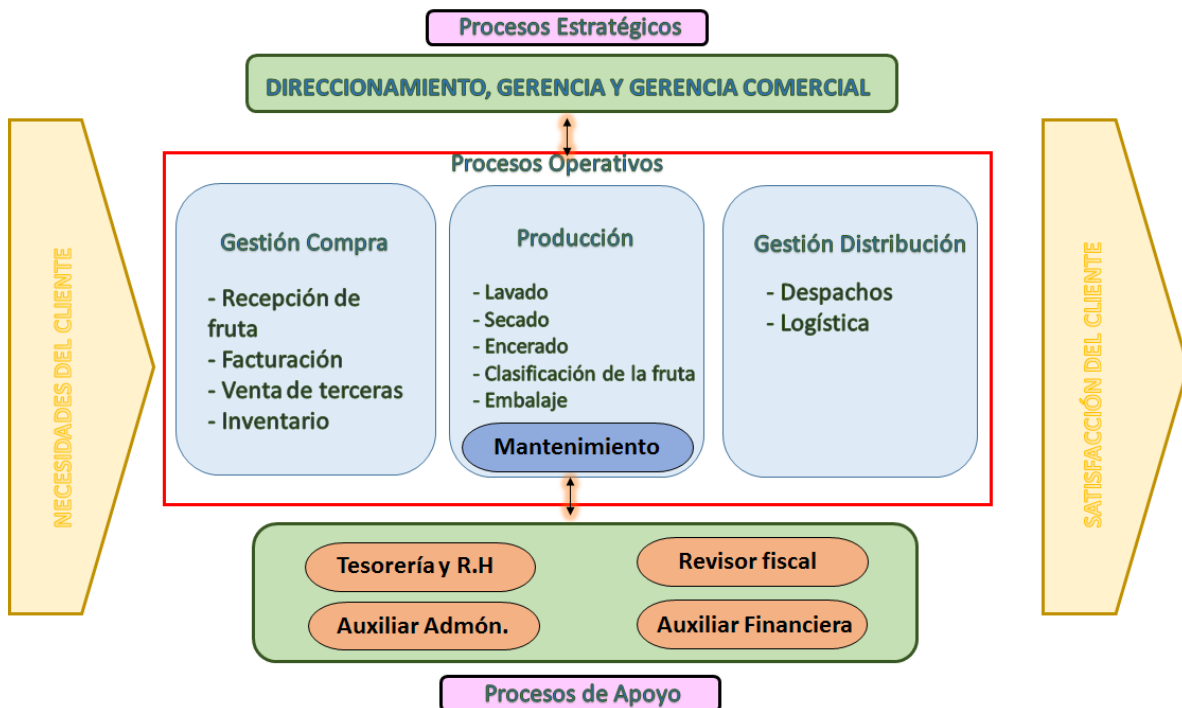 Procesos Estratégicos
DIRECCIONAMIENTO, GERENCIA Y GERENCIA COMERCIAL
NECESIDADES DEL CLIENTE
Procesos Operativos
Gestión Compra
- Recepción de
fruta
- Facturación
- Venta de terceras
- Inventario
Producción
- Lavado
- Secado
- Encerado
- Clasificación de la fruta
- Embalaje
Mantenimiento
Gestión Distribución
- Despachos
- Logística
SATISFACCIÓN DEL CLIENTE
Tesorería y R.H
Revisor fiscal
Auxiliar Admón.
Auxiliar Financiera
Procesos de Apoyo